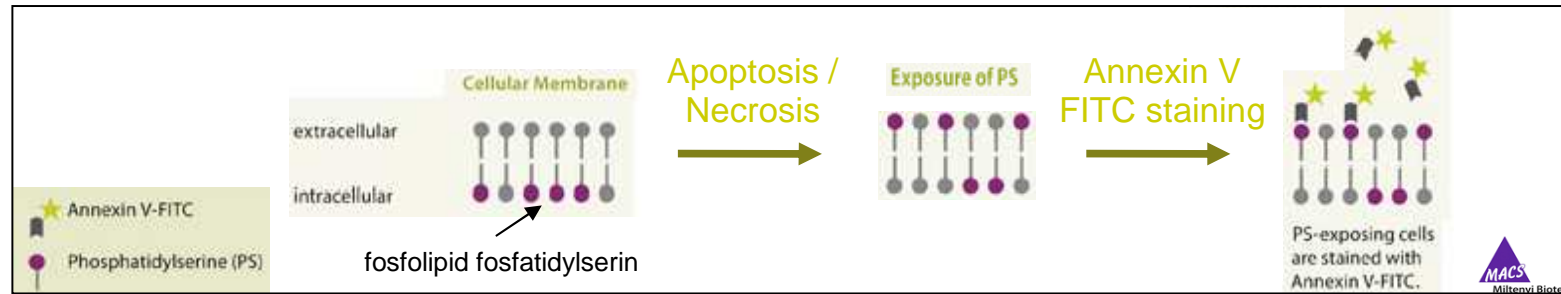 Annexin V-FITC
Phosphatidylserine (PS)
Cellular Membrane
extracellular
intracellular
fosfolipid fosfatidylserin
Apoptosis /
Necrosis
Exposure of PS
Annexin V
FITC staining
PS-exposing cells
are stained with
Annexin V-FITC.
MACS
Miltenyi Biote